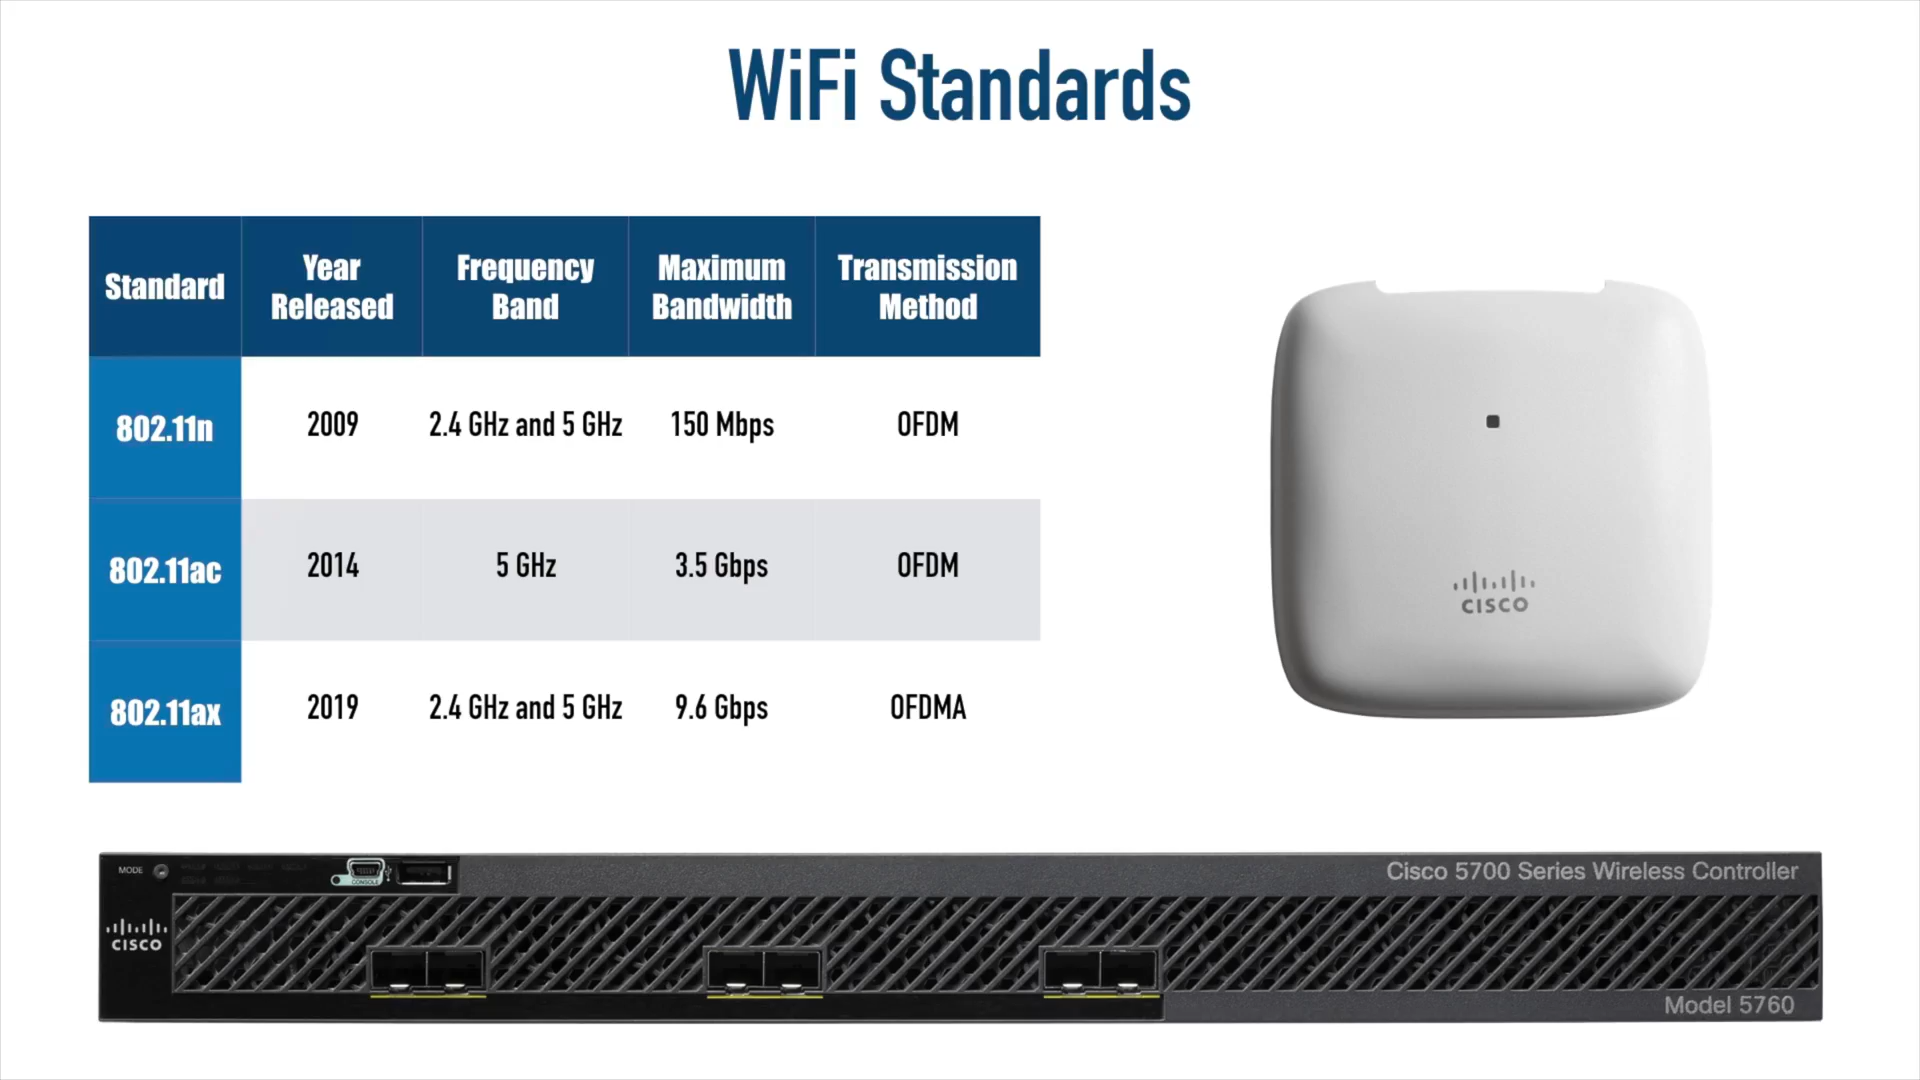 WiFi Standards
Standard
Year Released
Frequency Band
Maximum Bandwidth
Transmission Method
802.11n 2009 2.4 GHz and 5 GHz 150 Mbps OFDM
802.11ac 2014 5 GHz 3.5 Gbps OFDM
802.11ax 2019 2.4 GHz and 5 GHz 9.6 Gbps OFDMA
CISCO
MODE
CONSOLE
Cisco 5700 Series Wireless Controller
CISCO
Model 5760